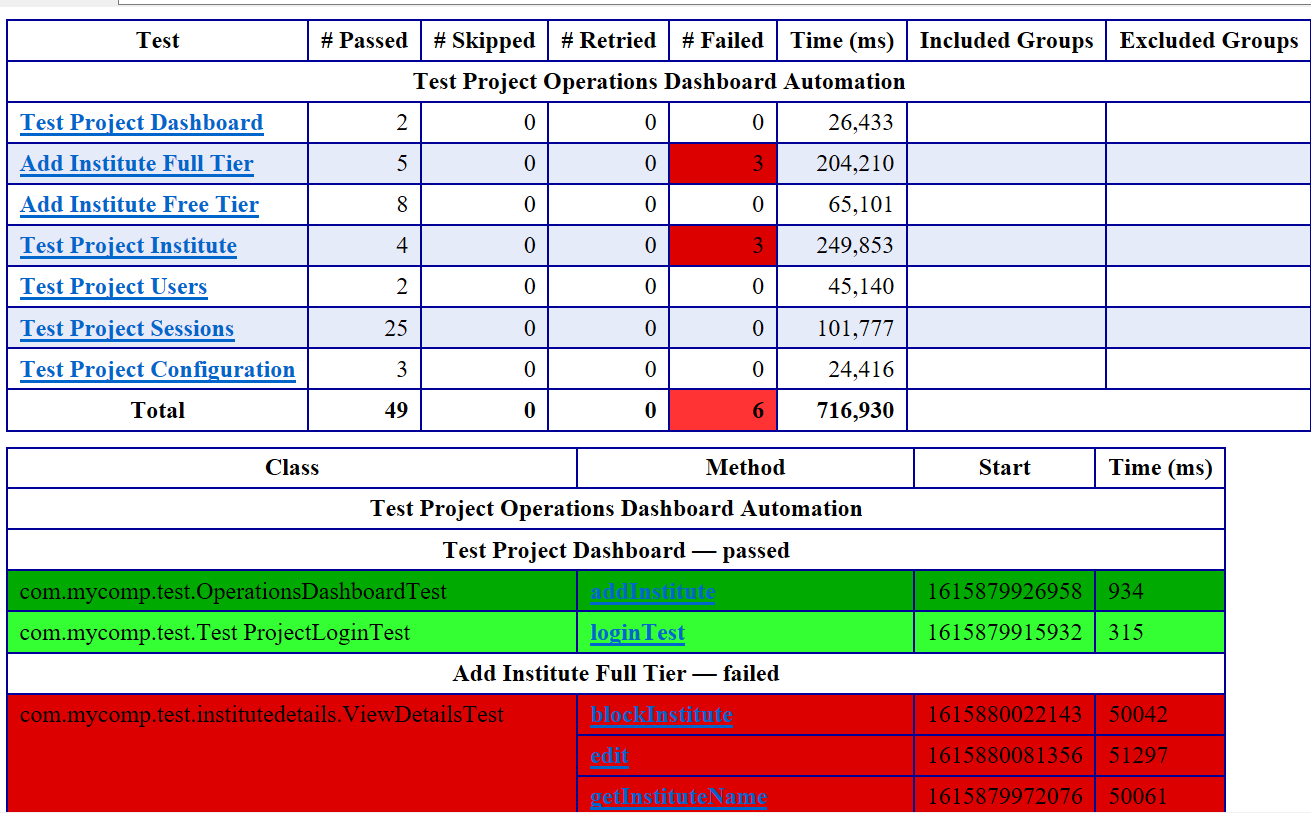 Test # Passed # Skipped # Retried # Failed Time (ms) Included Groups Excluded Groups
Test Project Operations Dashboard Automation
Test Project Dashboard 2 0 0 0 26,433
Add Institute Full Tier 5 0 0 3 204,210
Add Institute Free Tier 8 0 0 0 65,101
Test Project Institute 4 0 0 3 249,853
Test Project Users 2 0 0 0 45,140
Test Project Sessions 25 0 0 0 101,777
Test Project Configuration 3 0 0 0 24,416
Total 49 0 0 6 716,930
Class Method Start Time (ms)
Test Project Operations Dashboard Automation
Test Project Dashboard — passed
com.mycomp.test.OperationsDashboardTest addInstitute 1615879926958 934
com.mycomp.test.Test ProjectLoginTest loginTest 1615879915932 315
Add Institute Full Tier — failed
com.mycomp.test.institutedetails.ViewDetailsTest blockInstitute 1615880022143 50042
edit 1615880081356 51297
getInstituteName 1615879972076 50061